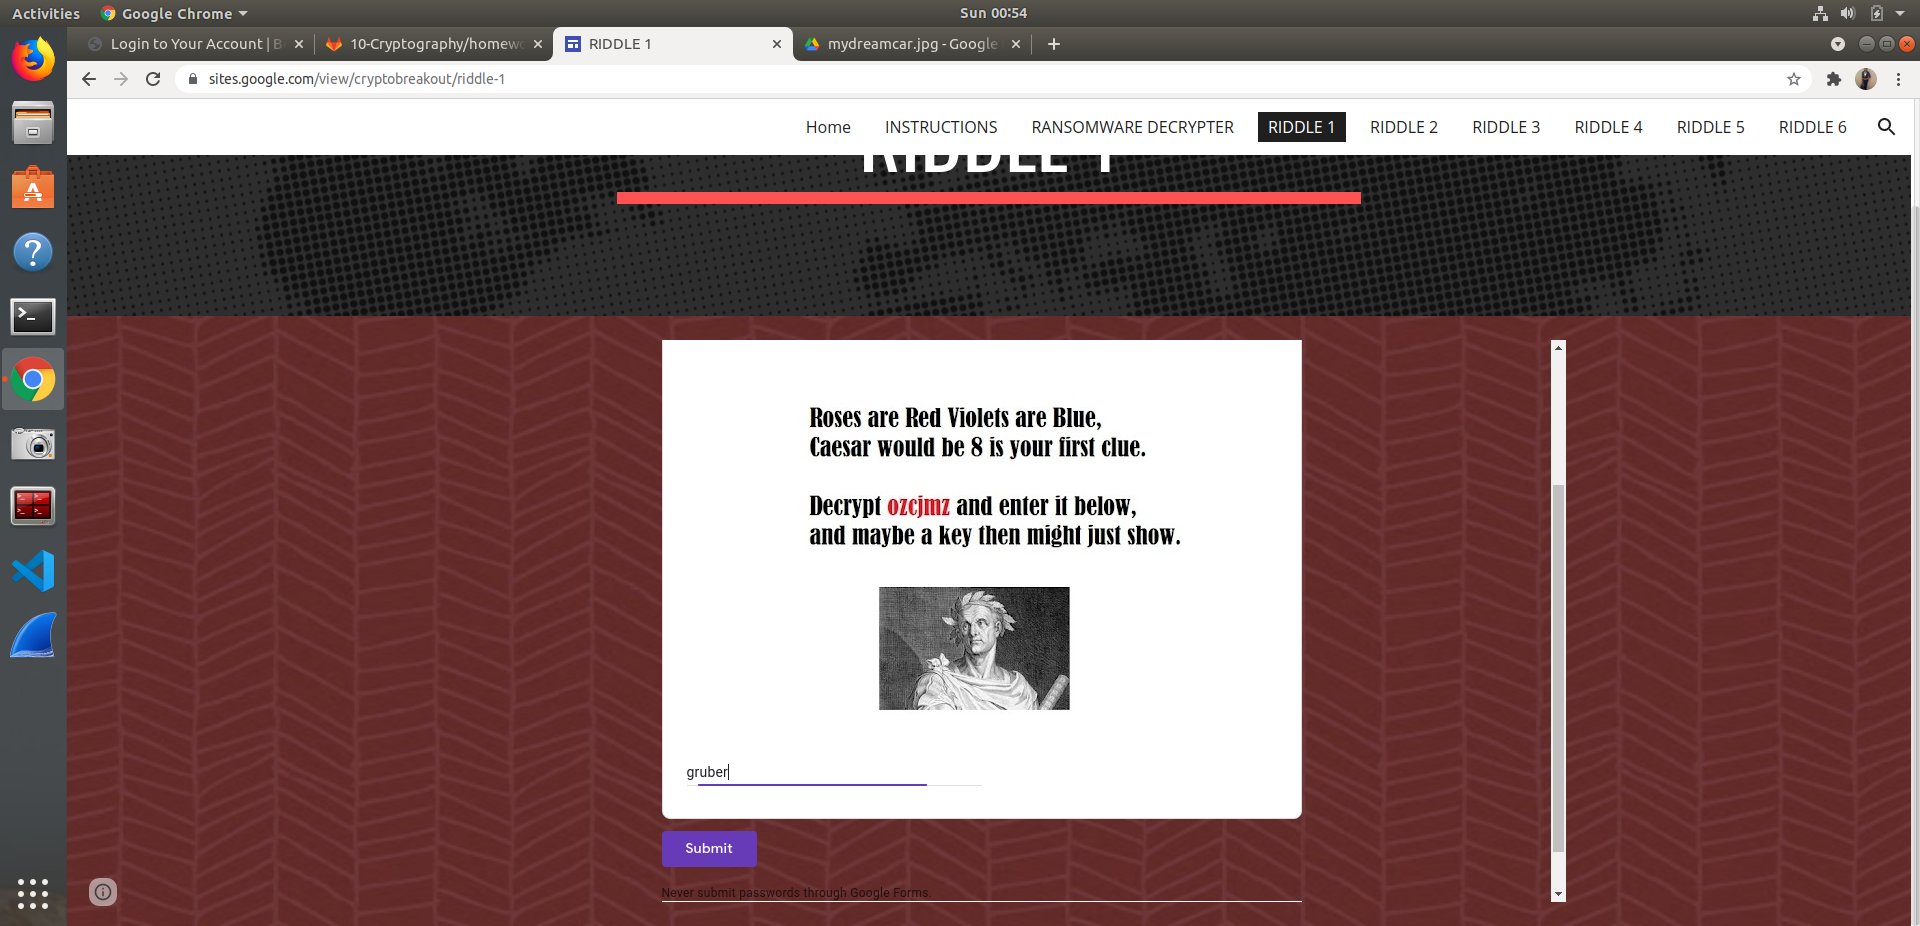 Activities
Google Chrome
Sun 00:54
Login to Your Account | B
10-Cryptography/homew
RIDDLE 1
mydreamcar.jpg - Google
sites.google.com/view/cryptobreakout/riddle-1
Home
INSTRUCTIONS
RANSOMWARE DECRYPTER
RIDDLE 1
RIDDLE 2
RIDDLE 3
RIDDLE 4
RIDDLE 5
RIDDLE 6
RIDDLE 1
Roses are Red Violets are Blue,
Caesar would be 8 is your first clue.
Decrypt ozcjmz and enter it below,
and maybe a key then might just show.
gruber
Submit
Never submit passwords through Google Forms.